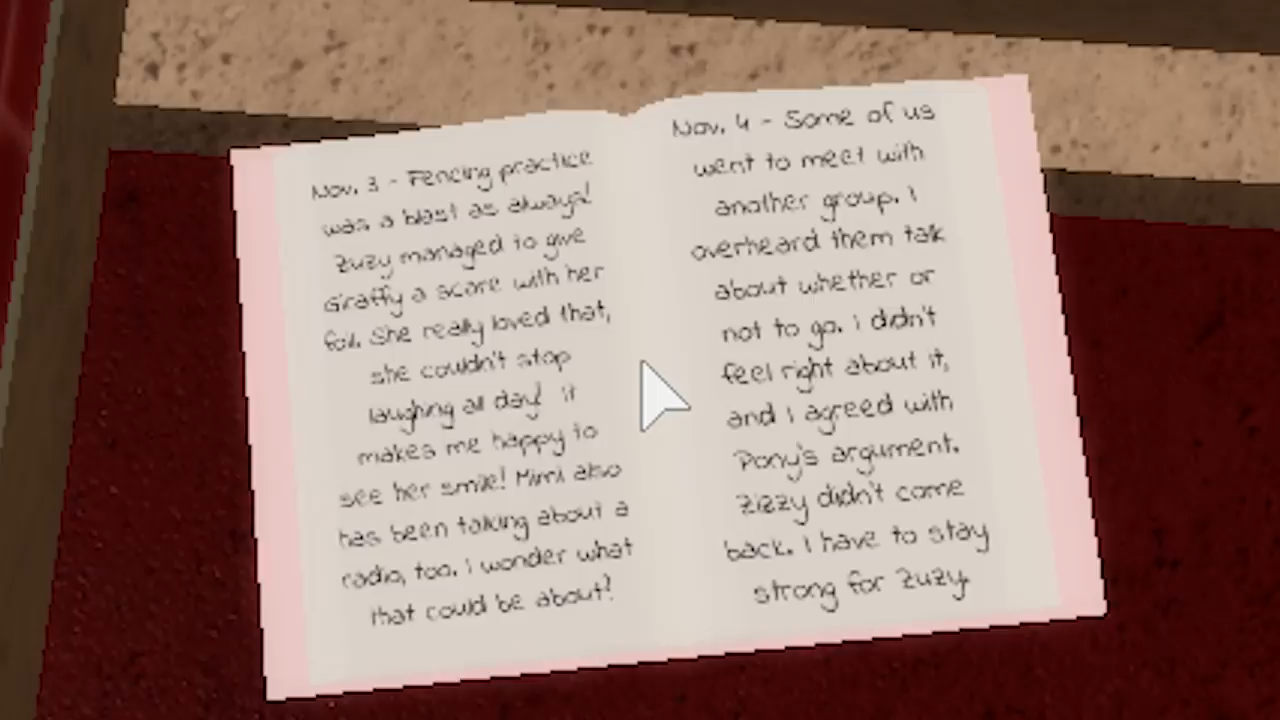 Nov. 3 - Fencing practice
was a blast as always!
Zuzy managed to give
Giraffy a scare with her
foil. She really loved that,
she couldn't stop
laughing all day! it
makes me happy to
see her smile! Mimi also
has been talking about a
radio, too. i wonder what
that could be about?
Nov. 4 - Some of us
went to meet with
another group. I
overheard them talk
about whether or
not to go. i didn't
feel right about it,
and i agreed with
Pony's argument.
Zizzy didn't come
back. I have to stay
strong for Zuzy.